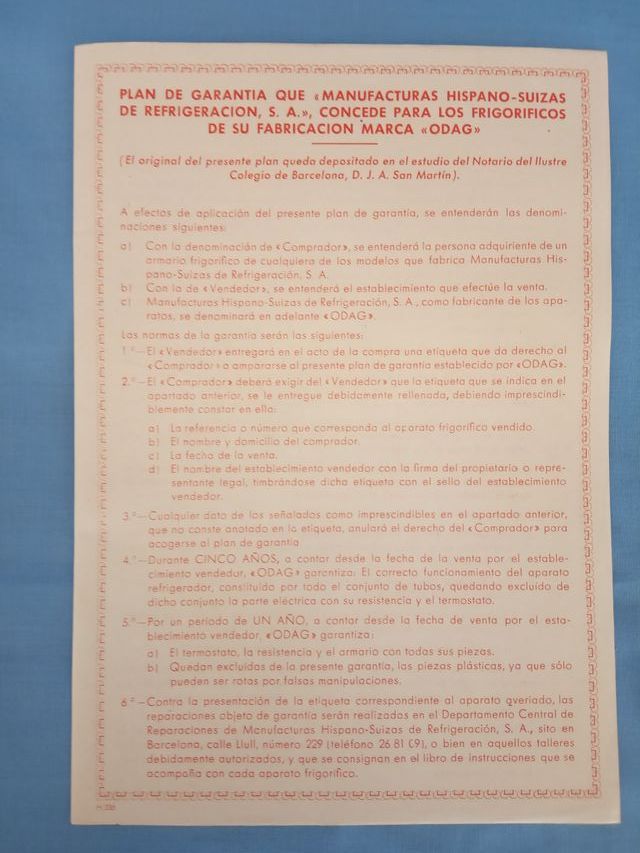 PLAN DE GARANTIA QUE «MANUFACTURAS HISPANO-SUIZAS
DE REFRIGERACION, S. A.», CONCEDE PARA LOS FRIGORIFICOS
DE SU FABRICACION MARCA «ODAG»
(El original del presente plan queda depositado en el estudio del Notario del Ilustre
Colegio de Barcelona, D. J. A. San Martín).
A efectos de aplicación del presente plan de garantía, se entenderán las denomi-
naciones siguientes:
a) Con la denominación de «Comprador», se entenderá la persona adquiriente de un
armario frigorífico de cualquiera de los modelos que fabrica Manufacturas His-
pano-Suizas de Refrigeración, S. A.
b) Con la de «Vendedor», se entenderá el establecimiento que efectúe la venta.
c) Manufacturas Hispano-Suizas de Refrigeración, S. A., como fabricante de los apa-
ratos, se denominará en adelante «ODAG».
Las normas de la garantía serán las siguientes:
1.ª—El «Vendedor» entregará en el acto de la compra una etiqueta que da derecho al
«Comprador» a ampararse al presente plan de garantía establecido por «ODAG».
2.ª—El «Comprador» deberá exigir del «Vendedor» que la etiqueta que se indica en el
apartado anterior, se le entregue debidamente rellenada, debiendo imprescindi-
blemente constar en ella:
a) La referencia o número que corresponda al aparato frigorífico vendido.
b) El nombre y domicilio del comprador.
c) La fecha de la venta.
d) El nombre del establecimiento vendedor con la firma del propietario o repre-
sentante legal, timbrándose dicha etiqueta con el sello del establecimiento
vendedor.
3.ª—Cualquier dato de los señalados como imprescindibles en el apartado anterior,
que no conste anotado en la etiqueta, anulará el derecho del «Comprador» para
acogerse al plan de garantía
4.ª—Durante CINCO AÑOS, a contar desde la fecha de la venta por el estable-
cimiento vendedor, «ODAG» garantiza: El correcto funcionamiento del aparato
refrigerador, constituído por todo el conjunto de tubos, quedando excluído de
dicho conjunto la parte eléctrica con su resistencia y el termostato.
5.ª—Por un período de UN AÑO, a contar desde la fecha de venta por el esta-
blecimiento vendedor, «ODAG» garantiza:
a) El termostato, la resistencia y el armario con todas sus piezas.
b) Quedan excluídas de la presente garantía, las piezas plásticas, ya que sólo
pueden ser rotas por falsas manipulaciones.
6.ª—Contra la presentación de la etiqueta correspondiente al aparato averiado, las
reparaciones objeto de garantía serán realizados en el Departamento Central de
Reparaciones de Manufacturas Hispano-Suizas de Refrigeración, S. A., sito en
Barcelona, calle Llull, número 229 (teléfono 26 81 09), o bien en aquellos talleres
debidamente autorizados, y que se consignan en el libro de instrucciones que se
acompaña con cada aparato frigorífico.